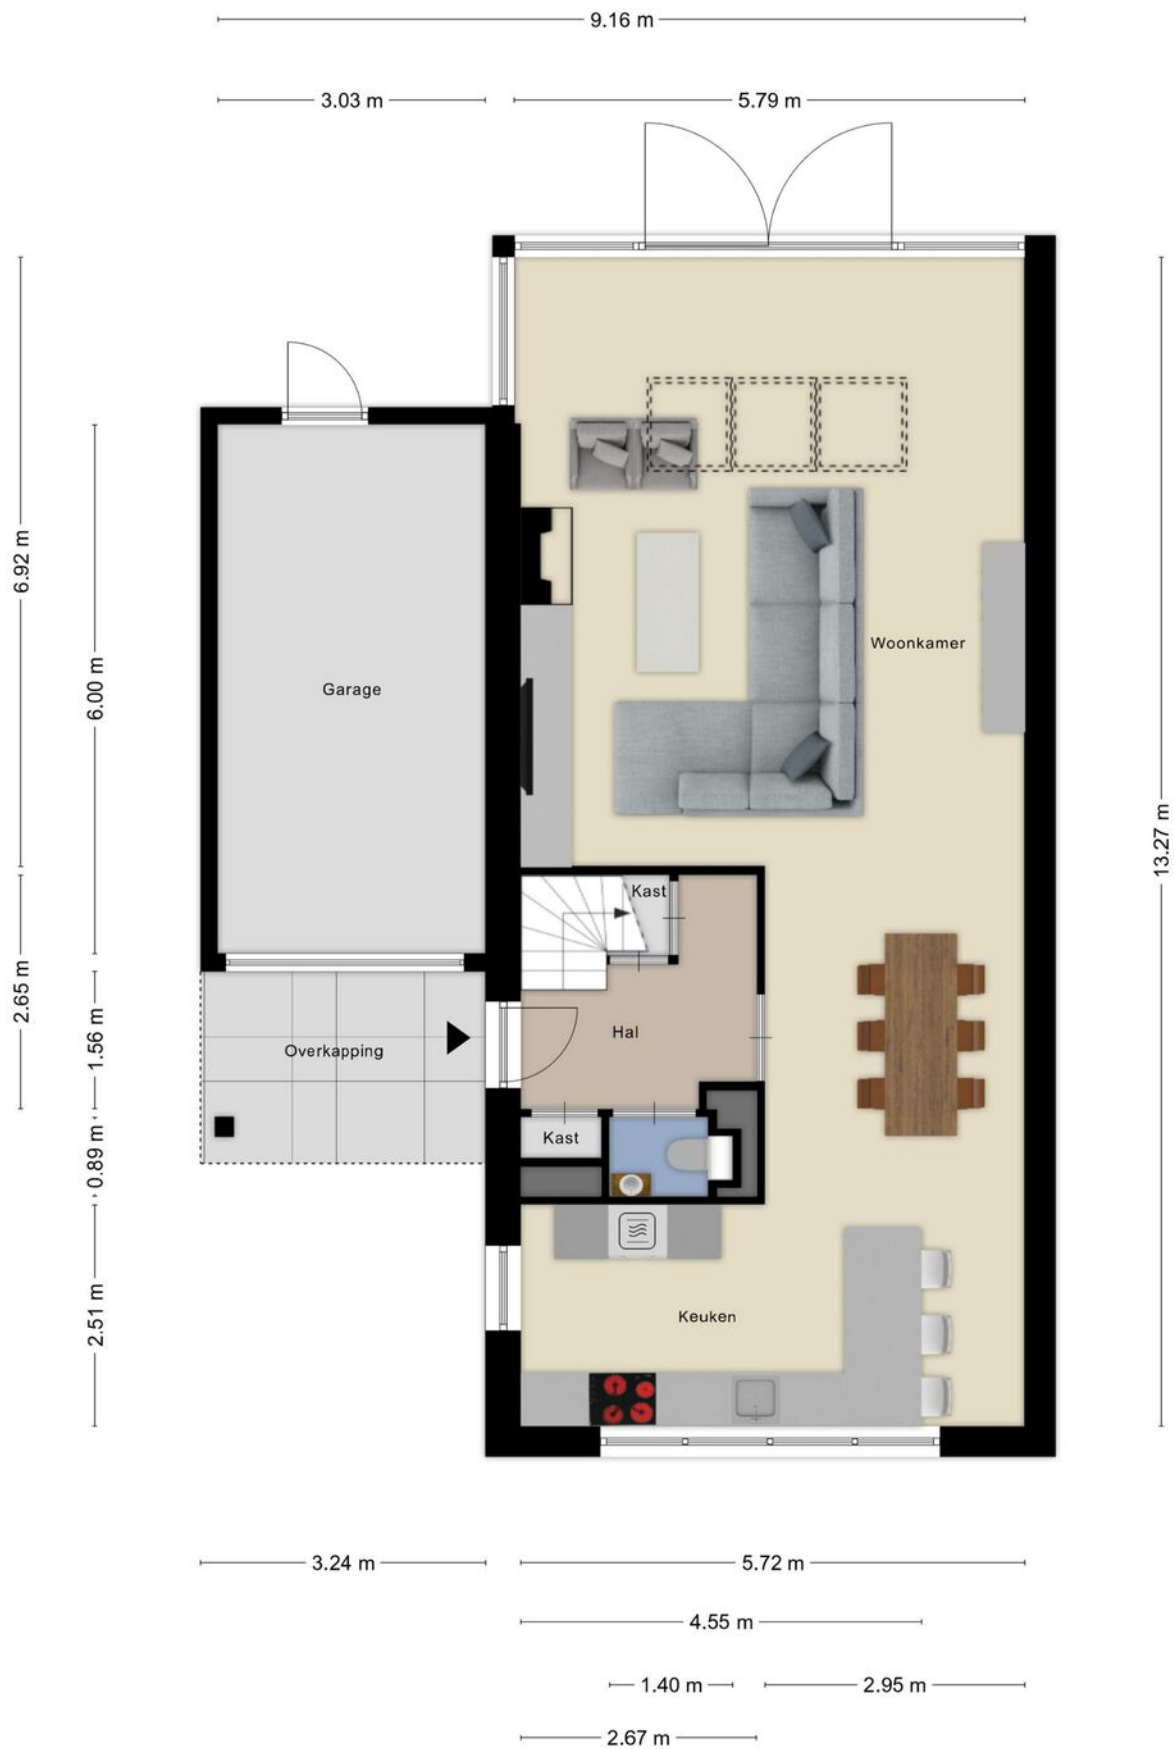 9.16 m
3.03 m
5.79 m
6.92 m
6.00 m
Woonkamer
Garage
13.27 m
Kast
2.65 m
1.56 m
Hal
Overkapping
Kast
0.89 m
2.51 m
Keuken
3.24 m
5.72 m
4.55 m
1.40 m
2.95 m
2.67 m